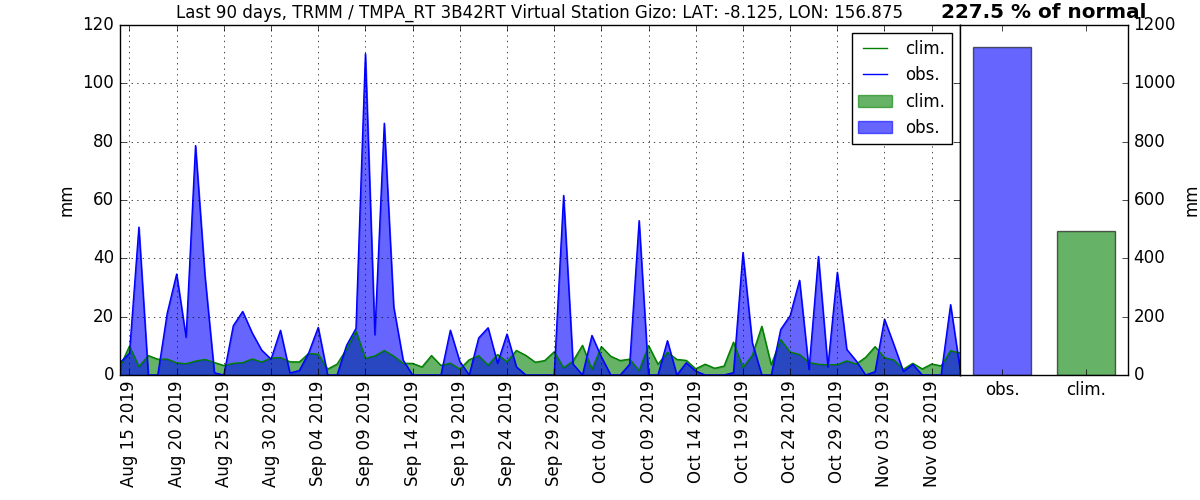 Last 90 days, TRMM / TMPA_RT 3B42RT Virtual Station Gizo: LAT: -8.125, LON: 156.875
227.5 % of normal
120
100
80
60
40
20
0
mm
clim.
obs.
clim.
obs.
1200
1000
800
600
400
200
0
mm
Aug 15 2019
Aug 20 2019
Aug 25 2019
Aug 30 2019
Sep 04 2019
Sep 09 2019
Sep 14 2019
Sep 19 2019
Sep 24 2019
Sep 29 2019
Oct 04 2019
Oct 09 2019
Oct 14 2019
Oct 19 2019
Oct 24 2019
Oct 29 2019
Nov 03 2019
Nov 08 2019
obs.
clim.